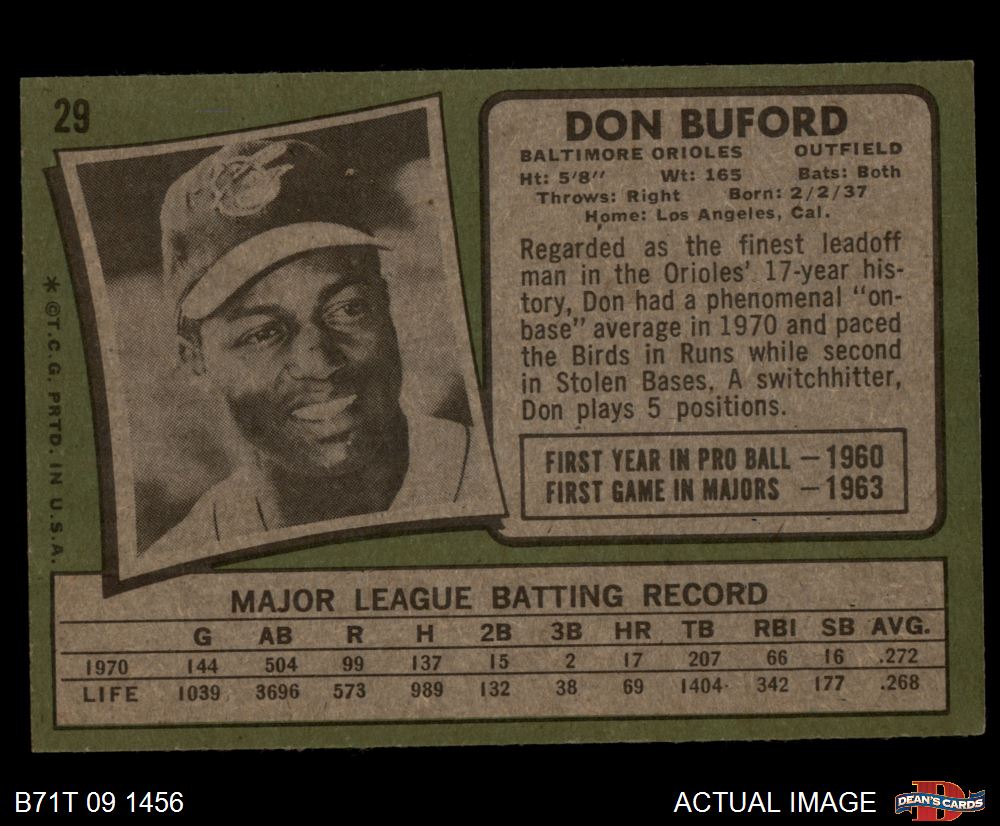 29
DON BUFORD
BALTIMORE ORIOLES OUTFIELD
Ht: 5'8" Wt: 165 Bats: Both
Throws: Right Born: 2/2/37
Home: Los Angeles, Cal.
Regarded as the finest leadoff
man in the Orioles' 17-year his-
tory, Don had a phenomenal "on-
base" average in 1970 and paced
the Birds in Runs while second
in Stolen Bases. A switchhitter,
Don plays 5 positions.
FIRST YEAR IN PRO BALL — 1960
FIRST GAME IN MAJORS — 1963
* © T.C.G. PRTD. IN U.S.A.
MAJOR LEAGUE BATTING RECORD
G AB R H 2B 3B HR TB RBI SB AVG.
1970 144 504 99 137 15 2 17 207 66 16 .272
LIFE 1039 3696 573 989 132 38 69 1404 342 177 .268
B71T 09 1456 ACTUAL IMAGE DEAN'S CARDS